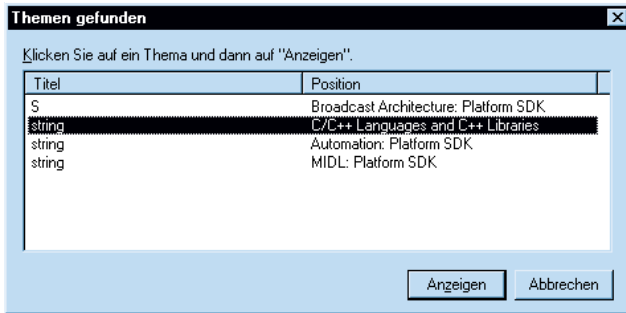 Themen gefunden
Klicken Sie auf ein Thema und dann auf "Anzeigen".
Titel Position
S Broadcast Architecture: Platform SDK
string C/C++ Languages and C++ Libraries
string Automation: Platform SDK
string MIDL: Platform SDK
Anzeigen Abbrechen